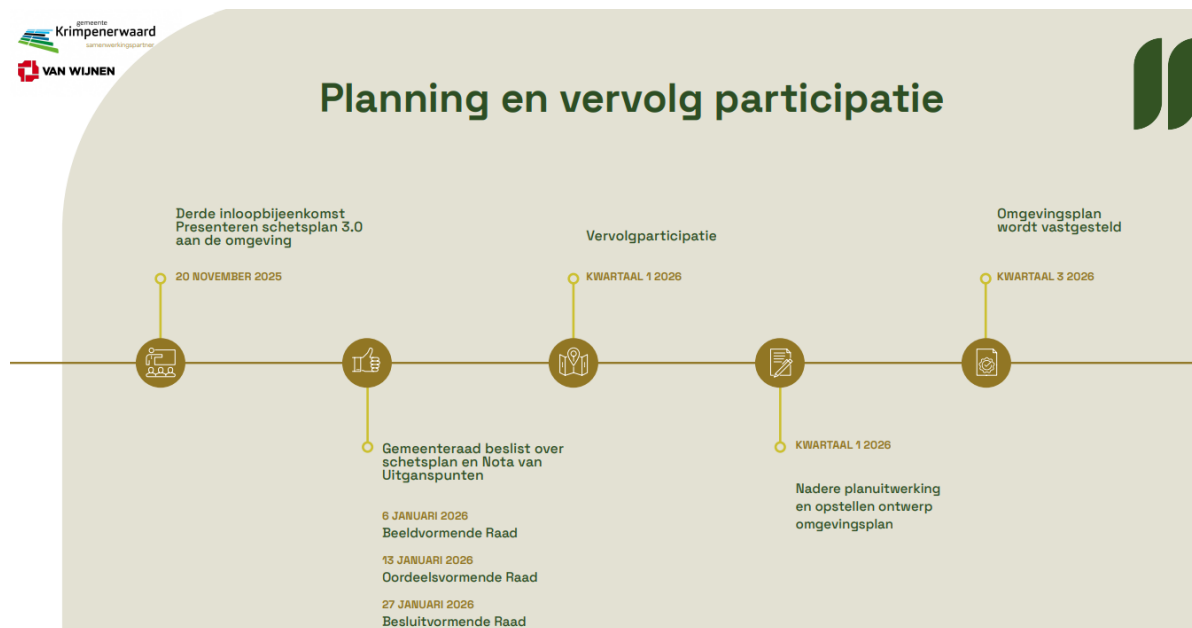 gemeente
Krimpenerwaard
samenwerkingspartner
VAN WIJNEN
Planning en vervolg participatie
Derde inloopbijeenkomst
Presenteren schetsplan 3.0
aan de omgeving
20 NOVEMBER 2025
Gemeenteraad beslist over
schetsplan en Nota van
Uitganspunten
6 JANUARI 2026
Beeldvormende Raad
13 JANUARI 2026
Oordeelsvormende Raad
27 JANUARI 2026
Besluitvormende Raad
Vervolgparticipatie
KWARTAAL 1 2026
KWARTAAL 1 2026
Nadere planuitwerking
en opstellen ontwerp
omgevingsplan
Omgevingsplan
wordt vastgesteld
KWARTAAL 3 2026